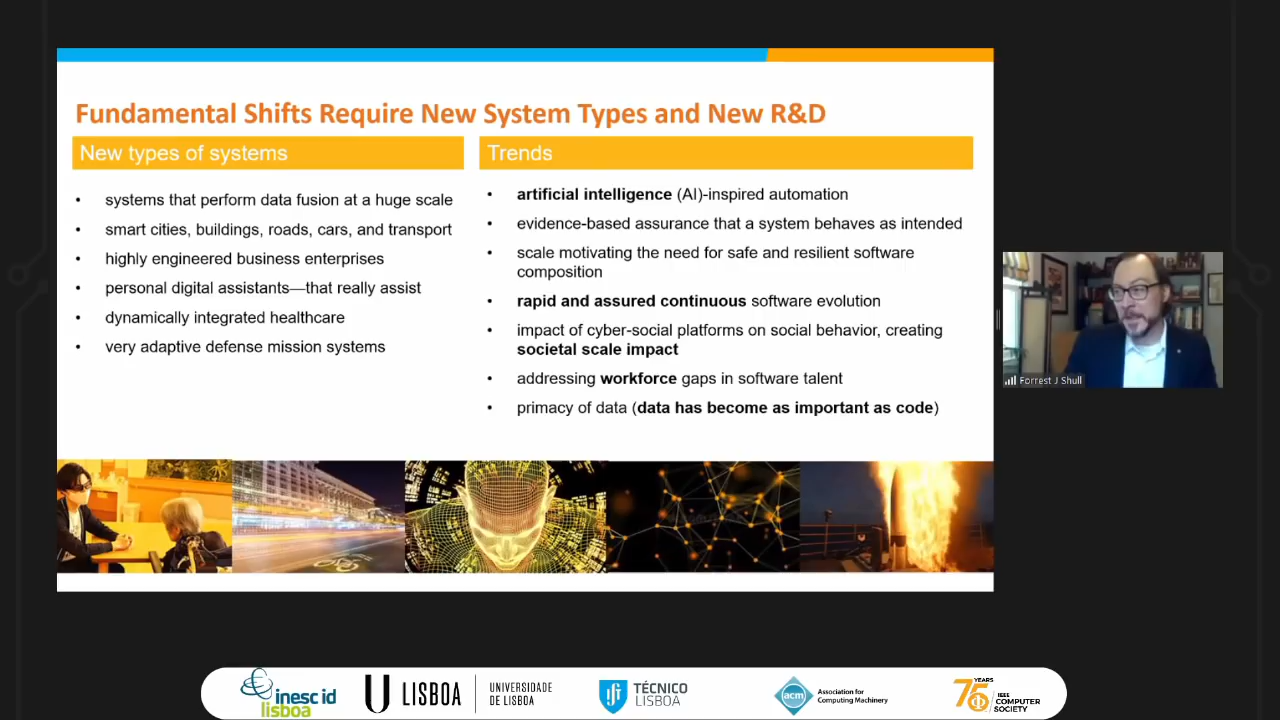 Fundamental Shifts Require New System Types and New R&D
New types of systems
• systems that perform data fusion at a huge scale
• smart cities, buildings, roads, cars, and transport
• highly engineered business enterprises
• personal digital assistants—that really assist
• dynamically integrated healthcare
• very adaptive defense mission systems
Trends
• artificial intelligence (AI)-inspired automation
• evidence-based assurance that a system behaves as intended
• scale motivating the need for safe and resilient software
composition
• rapid and assured continuous software evolution
• impact of cyber-social platforms on social behavior, creating
societal scale impact
• addressing workforce gaps in software talent
• primacy of data (data has become as important as code)
Forrest J Shull
inesc id
lisboa
U LISBOA
UNIVERSIDADE
DE LISBOA
TÉCNICO
LISBOA
acm
Association for
Computing Machinery
75 YEARS
IEEE
COMPUTER
SOCIETY